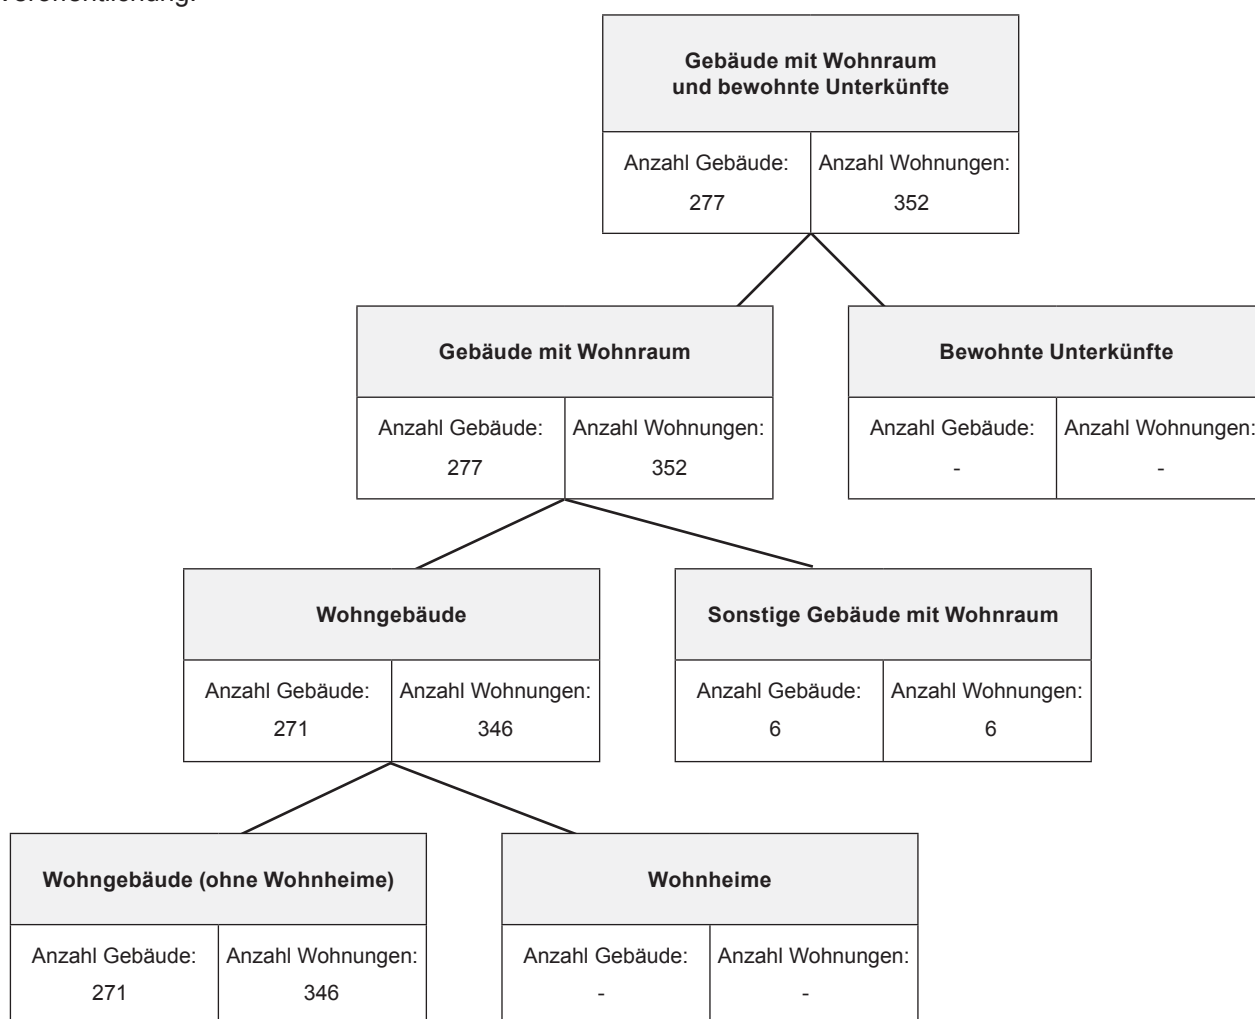 Veröffentlichung.
Gebäude mit Wohnraum
und bewohnte Unterkünfte
Anzahl Gebäude:
277
Anzahl Wohnungen:
352
Gebäude mit Wohnraum
Anzahl Gebäude:
277
Anzahl Wohnungen:
352
Bewohnte Unterkünfte
Anzahl Gebäude:
-
Anzahl Wohnungen:
-
Wohngebäude
Anzahl Gebäude:
271
Anzahl Wohnungen:
346
Sonstige Gebäude mit Wohnraum
Anzahl Gebäude:
6
Anzahl Wohnungen:
6
Wohngebäude (ohne Wohnheime)
Anzahl Gebäude:
271
Anzahl Wohnungen:
346
Wohnheime
Anzahl Gebäude:
-
Anzahl Wohnungen:
-